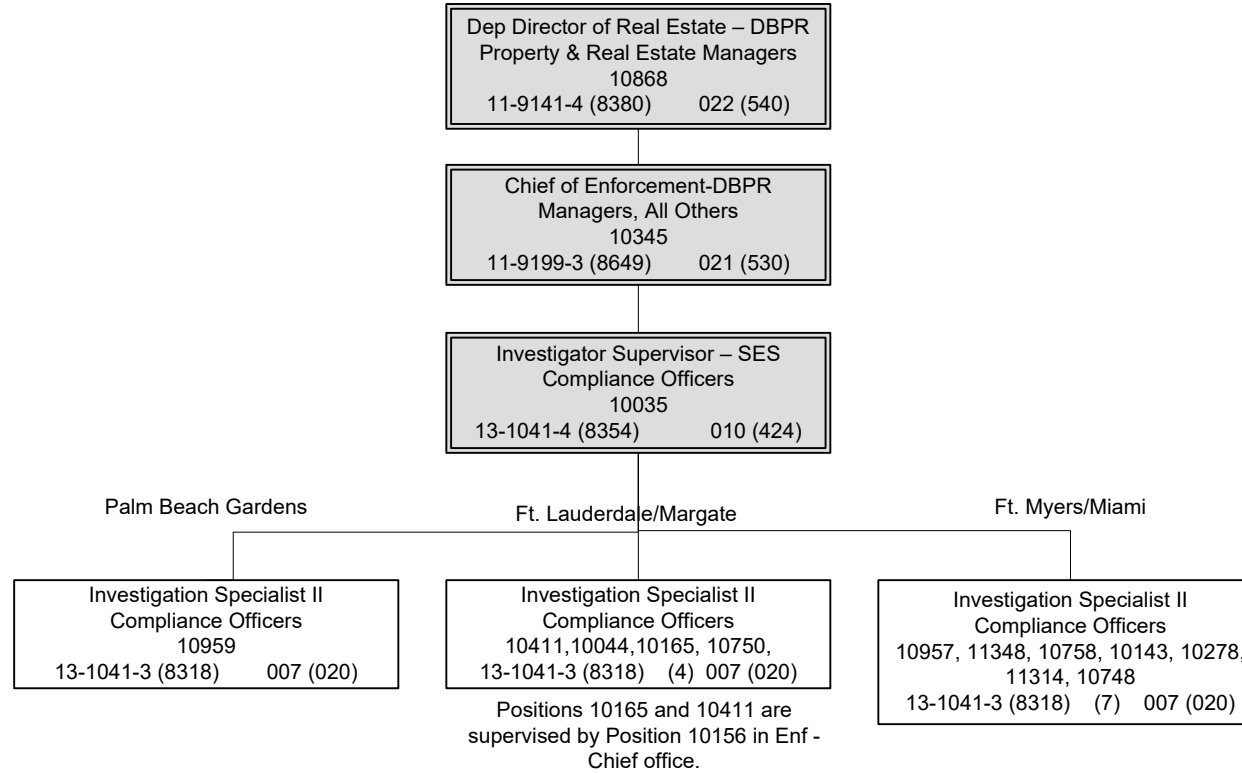 Dep Director of Real Estate – DBPR
Property & Real Estate Managers
10868
11-9141-4 (8380) 022 (540)
Chief of Enforcement-DBPR
Managers, All Others
10345
11-9199-3 (8649) 021 (530)
Investigator Supervisor – SES
Compliance Officers
10035
13-1041-4 (8354) 010 (424)
Palm Beach Gardens
Ft. Lauderdale/Margate
Ft. Myers/Miami
Investigation Specialist II
Compliance Officers
10959
13-1041-3 (8318) 007 (020)
Investigation Specialist II
Compliance Officers
10411,10044,10165, 10750,
13-1041-3 (8318) (4) 007 (020)
Positions 10165 and 10411 are
supervised by Position 10156 in Enf -
Chief office.
Investigation Specialist II
Compliance Officers
10957, 11348, 10758, 10143, 10278,
11314, 10748
13-1041-3 (8318) (7) 007 (020)